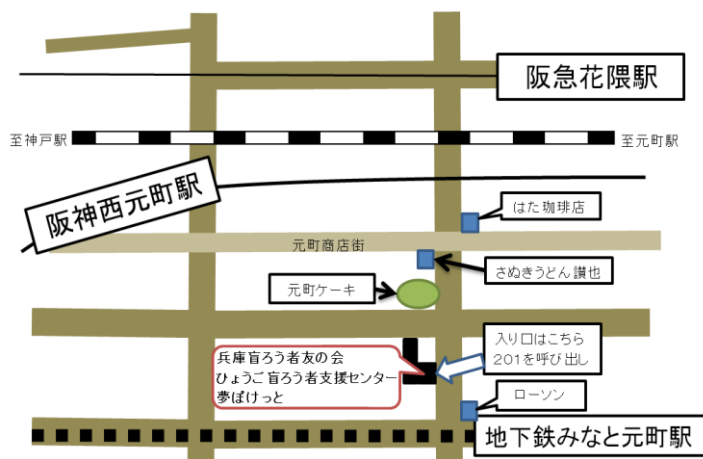 阪急花隈駅
至神戸駅
至元町駅
阪神西元町駅
はた珈琲店
元町商店街
さぬきうどん 讃也
元町ケーキ
入り口はこちら
201を呼び出し
兵庫盲ろう者友の会
ひょうご盲ろう者支援センター
夢ぽけっと
ローソン
地下鉄みなと元町駅